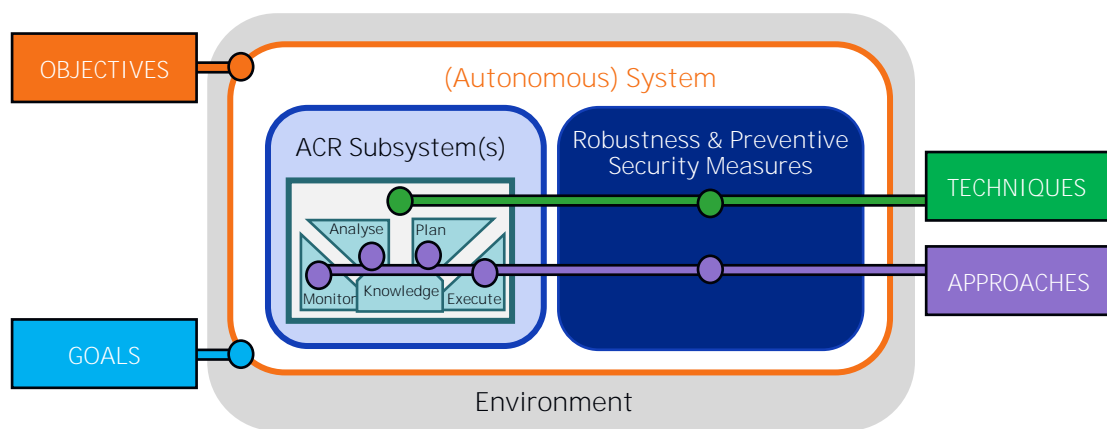 OBJECTIVES
(Autonomous) System
ACR Subsystem(s)
Robustness & Preventive
Security Measures
TECHNIQUES
Analyse
Plan
Monitor
Knowledge
Execute
APPROACHES
GOALS
Environment